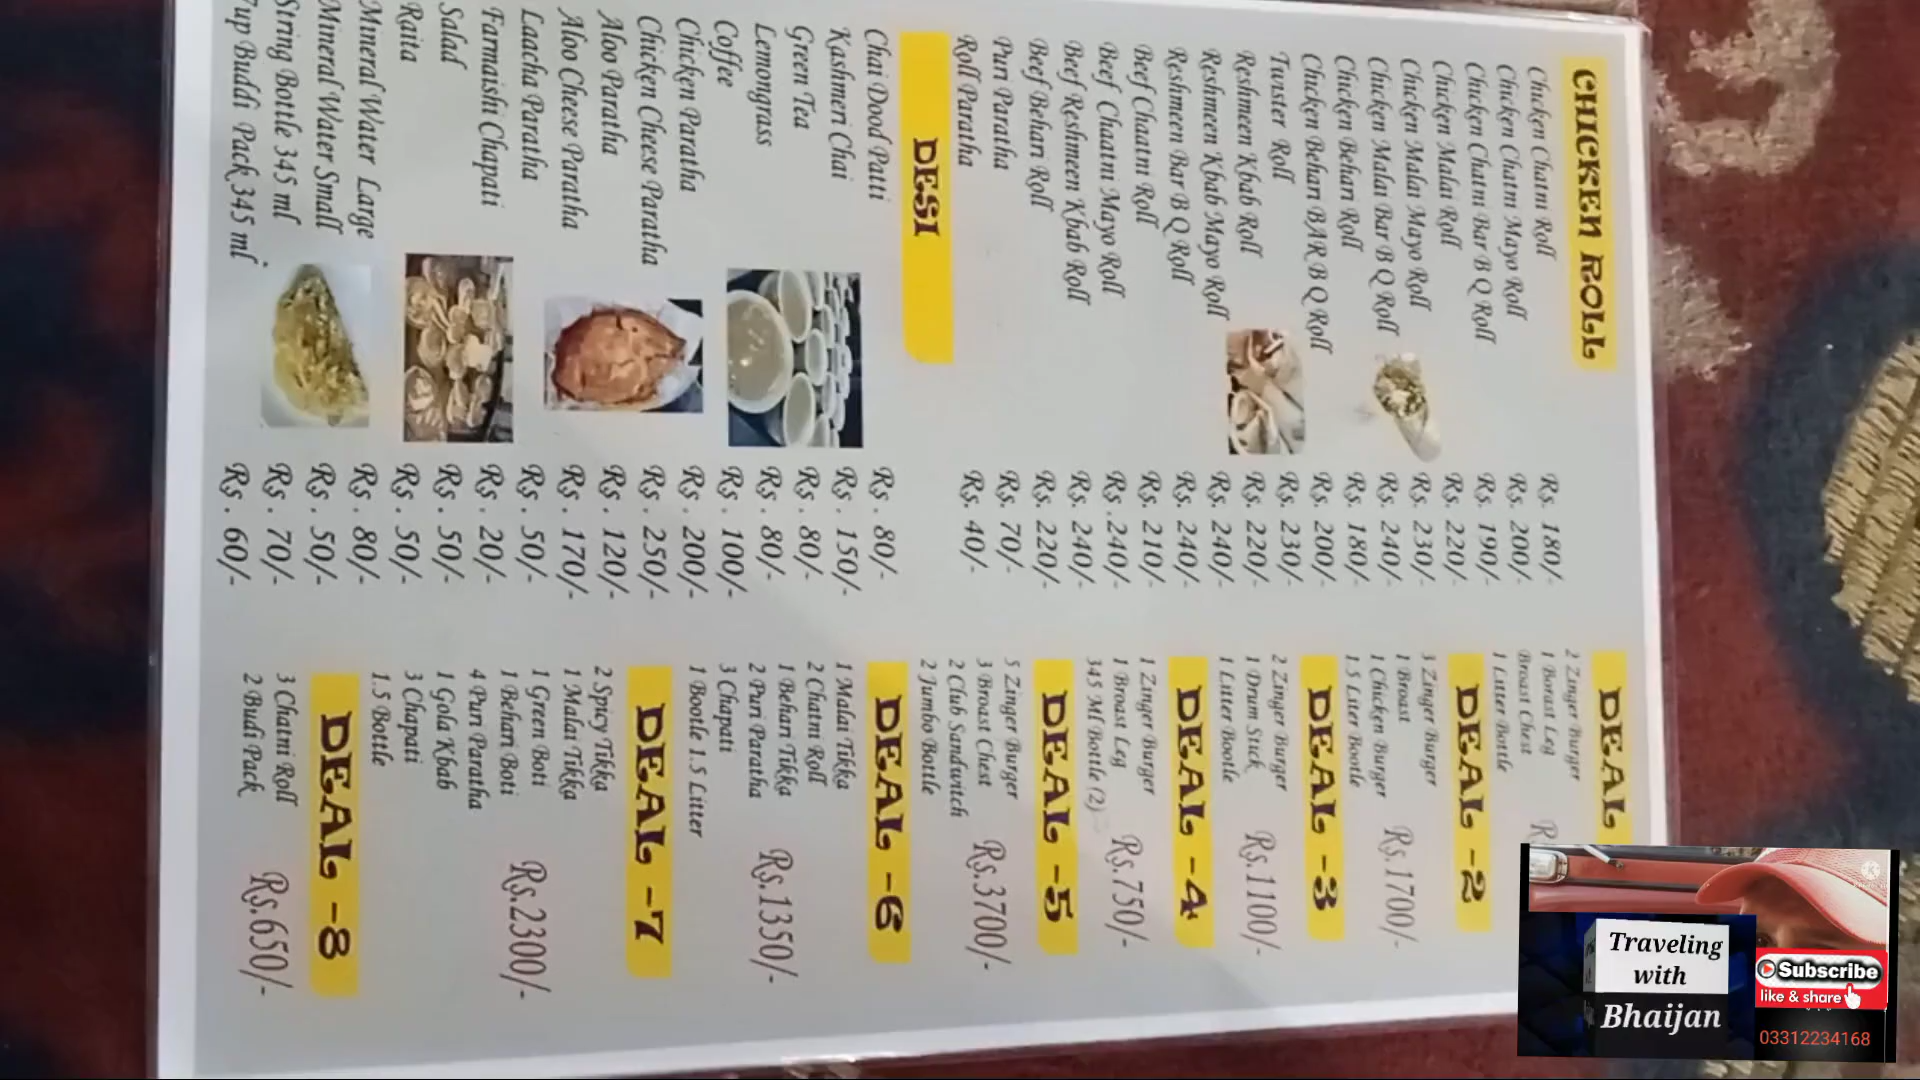 CHICKEN ROLL
Chicken Chatni Roll Rs. 180/-
Chicken Chatni Mayo Roll Rs. 200/-
Chicken Chatni Bar B Q Roll Rs. 190/-
Chicken Malai Roll Rs. 220/-
Chicken Malai Mayo Roll Rs. 230/-
Chicken Malai Bar B Q Roll Rs. 240/-
Chicken Behari Roll Rs. 180/-
Chicken Behari BAR B Q Roll Rs. 200/-
Twister Roll Rs. 230/-
Reshmeen Kbab Roll Rs. 220/-
Reshmeen Kbab Mayo Roll Rs. 240/-
Reshmeen Bar B Q Roll Rs. 240/-
Beef Chaatni Roll Rs. 210/-
Beef Chaatni Mayo Roll Rs .240/-
Beef Reshmeen Kbab Roll Rs. 240/-
Beef Behari Roll Rs. 220/-
Puri Paratha Rs. 70/-
Roll Paratha Rs. 40/-
DESI
Chai Dood Patti Rs . 80/-
Kashmeri Chai Rs . 150/-
Green Tea Rs . 80/-
Lemongrass Rs . 80/-
Coffee Rs . 100/-
Chicken Paratha Rs . 200/-
Chicken Cheese Paratha Rs . 250/-
Aloo Paratha Rs . 120/-
Aloo Cheese Paratha Rs . 170/-
Laacha Paratha Rs . 50/-
Farmaishi Chapati Rs . 20/-
Salad Rs . 50/-
Raita Rs . 50/-
Mineral Water Large Rs . 80/-
Mineral Water Small Rs . 50/-
String Bottle 345 ml Rs . 70/-
7up Buddi Pack 345 ml Rs . 60/-
DEAL
2 Zinger Burger
1 Borast Leg
Broast Chest
1 Litter Bottle
DEAL -2
3 Zinger Burger
1 Broast
1 Chicken Burger
1.5 Liter Bootle
Rs.1700/-
DEAL -3
2 Zinger Burger
1 Drum Stick
1 Litter Bootle
Rs.1100/-
DEAL -4
1 Zinger Burger
1 Broast Leg
345 Ml Bottle (2)
Rs.750/-
DEAL -5
5 Zinger Burger
3 Broast Chest
2 Club Sandwitch
2 Jumbo Bottle
Rs.3700/-
DEAL -6
1 Malai Tikka
2 Chatni Roll
1 Behari Tikka
2 Puri Paratha
3 Chapati
1 Bootle 1.5 Litter
Rs.1350/-
DEAL -7
2 Spicy Tikka
1 Malai Tikka
1 Green Boti
1 Behari Boti
4 Puri Paratha
1 Gola Kbab
3 Chapati
1.5 Bottle
Rs.2300/-
DEAL -8
3 Chatni Roll
2 Budi Pack
Rs.650/-
Traveling
with
Bhaijan
Subscribe
like & share
03312234168